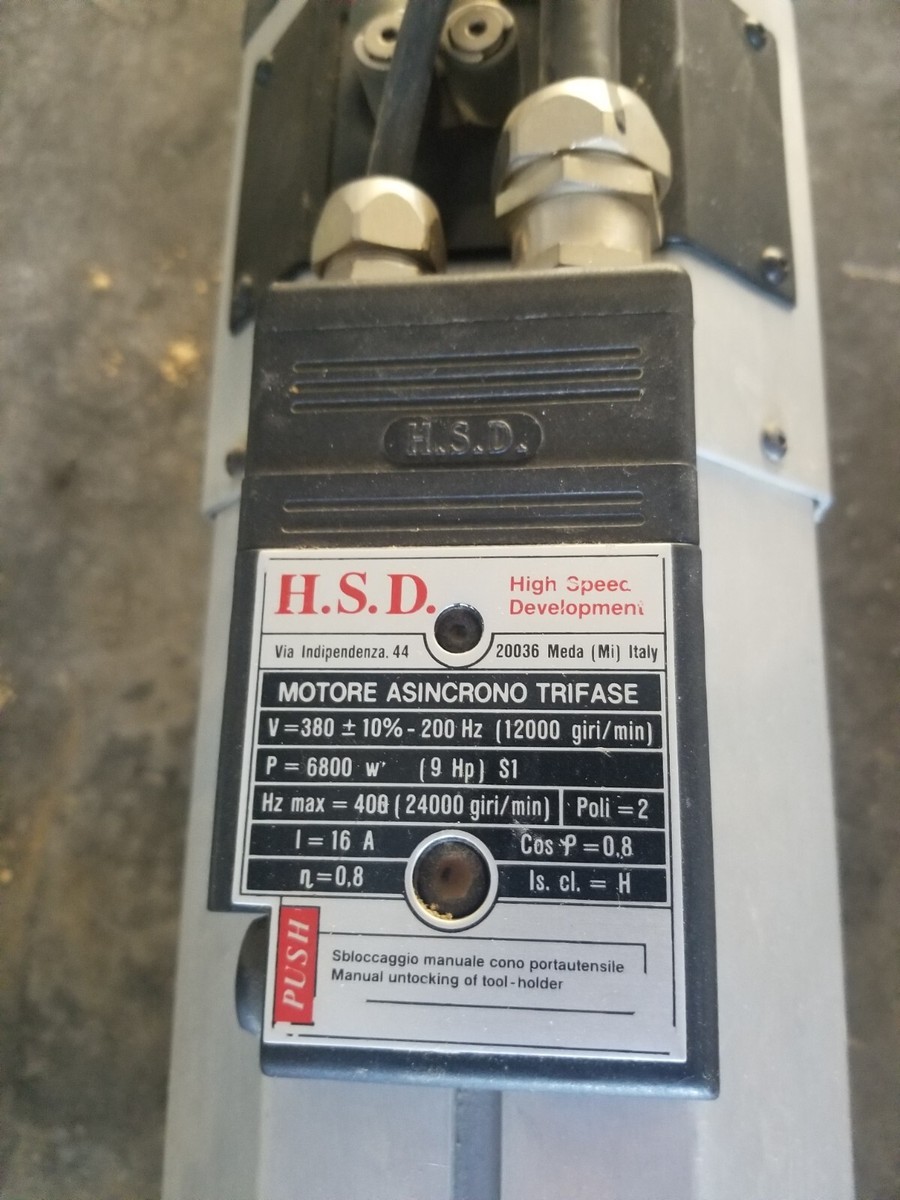 H.S.D.
H.S.D.
High Speed
Development
Via Indipendenza. 44
20036 Meda (Mi) Italy
MOTORE ASINCRONO TRIFASE
V=380 ± 10% - 200 Hz (12000 giri/min)
P = 6800 w (9 Hp) S1
Hz max = 400 (24000 giri/min) Poli =2
I = 16 A Cos φ =0,8
η=0,8 Is. cl. = H
PUSH
Sbloccaggio manuale cono portautensile
Manual untocking of tool-holder